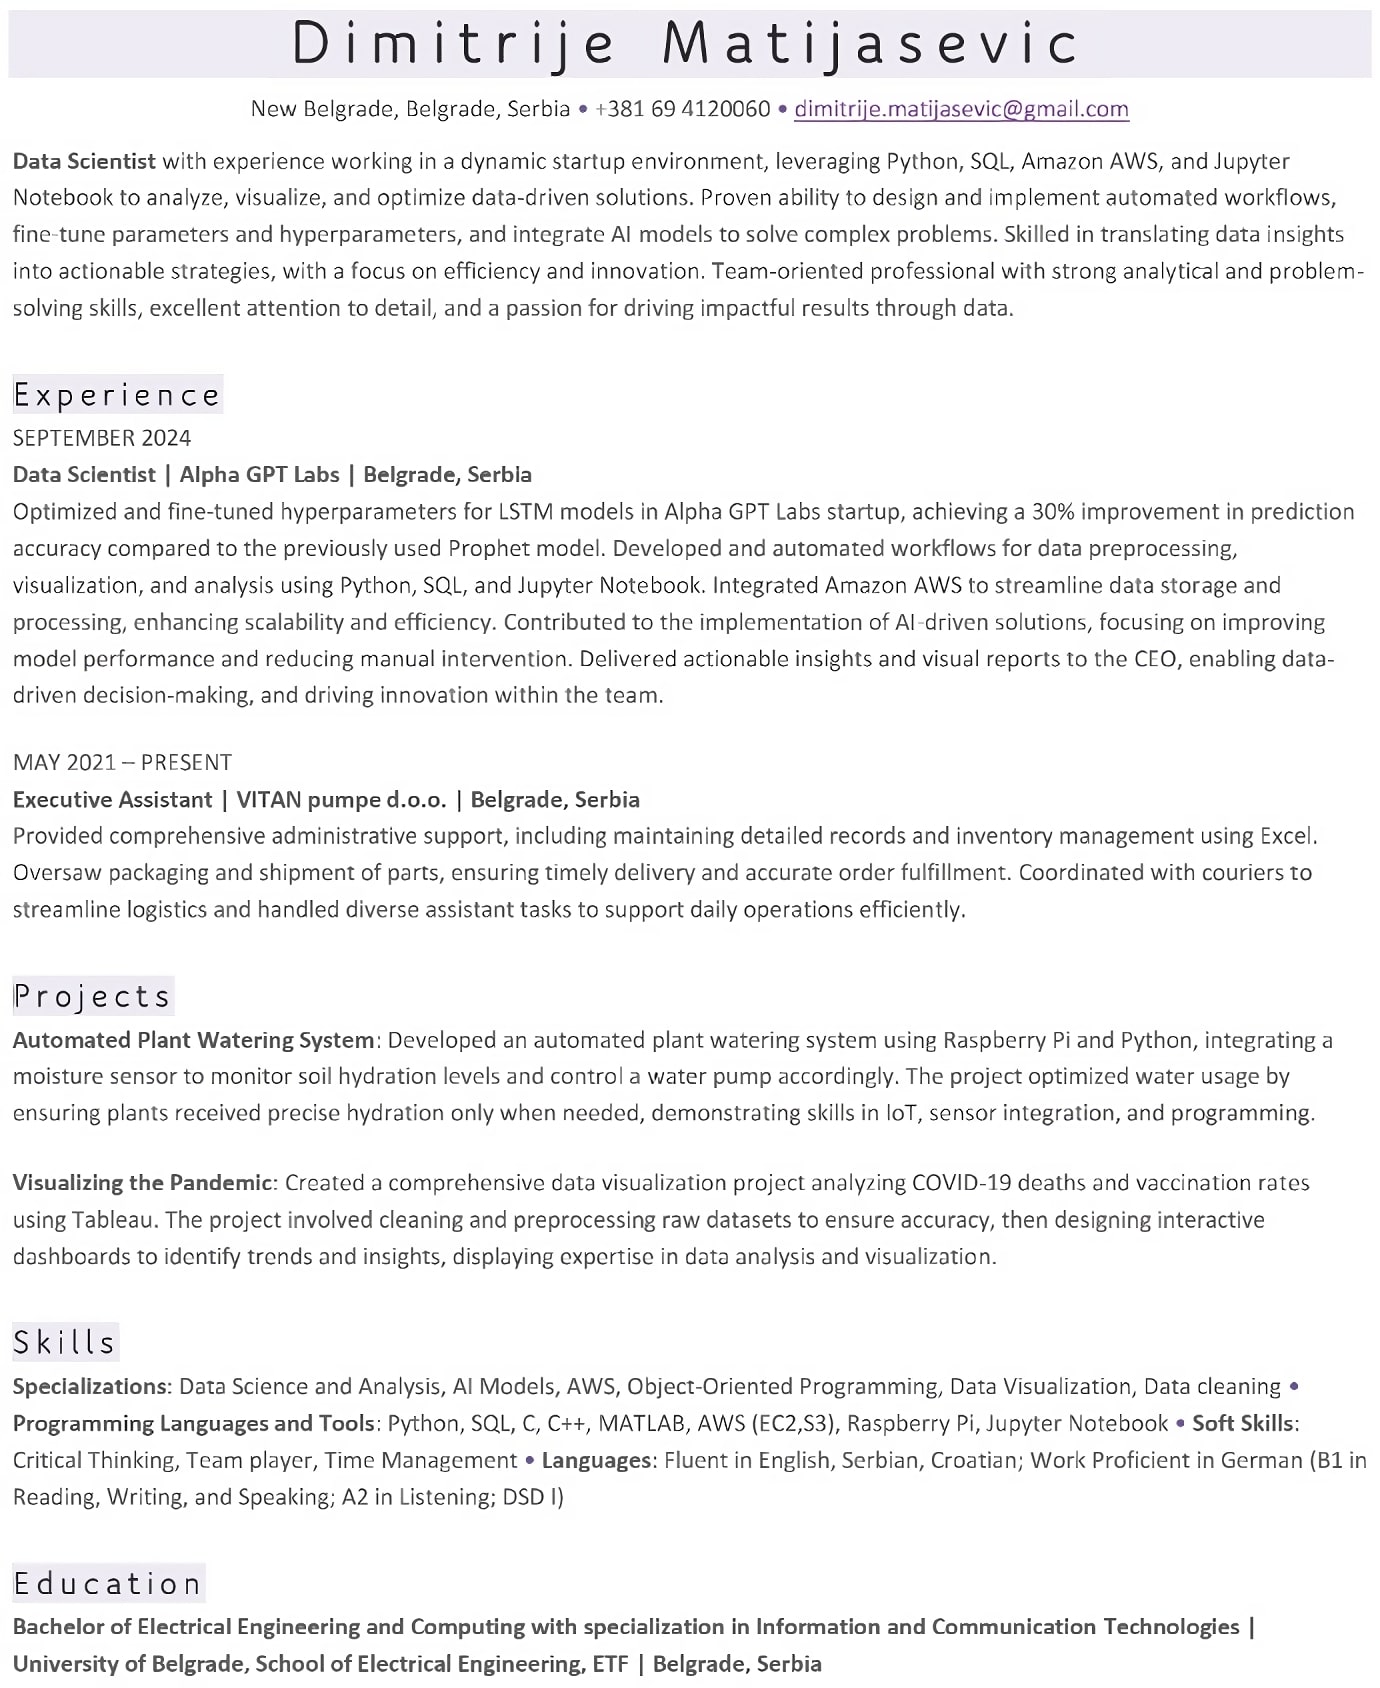 Dimitrije Matijasevic
New Belgrade, Belgrade, Serbia • +381 69 4120060 • dimitrije.matijasevic@gmail.com
Data Scientist with experience working in a dynamic startup environment, leveraging Python, SQL, Amazon AWS, and Jupyter
Notebook to analyze, visualize, and optimize data-driven solutions. Proven ability to design and implement automated workflows,
fine-tune parameters and hyperparameters, and integrate AI models to solve complex problems. Skilled in translating data insights
into actionable strategies, with a focus on efficiency and innovation. Team-oriented professional with strong analytical and problem-
solving skills, excellent attention to detail, and a passion for driving impactful results through data.
Experience
SEPTEMBER 2024
Data Scientist | Alpha GPT Labs | Belgrade, Serbia
Optimized and fine-tuned hyperparameters for LSTM models in Alpha GPT Labs startup, achieving a 30% improvement in prediction
accuracy compared to the previously used Prophet model. Developed and automated workflows for data preprocessing,
visualization, and analysis using Python, SQL, and Jupyter Notebook. Integrated Amazon AWS to streamline data storage and
processing, enhancing scalability and efficiency. Contributed to the implementation of AI-driven solutions, focusing on improving
model performance and reducing manual intervention. Delivered actionable insights and visual reports to the CEO, enabling data-
driven decision-making, and driving innovation within the team.
MAY 2021 – PRESENT
Executive Assistant | VITAN pumpe d.o.o. | Belgrade, Serbia
Provided comprehensive administrative support, including maintaining detailed records and inventory management using Excel.
Oversaw packaging and shipment of parts, ensuring timely delivery and accurate order fulfillment. Coordinated with couriers to
streamline logistics and handled diverse assistant tasks to support daily operations efficiently.
Projects
Automated Plant Watering System: Developed an automated plant watering system using Raspberry Pi and Python, integrating a
moisture sensor to monitor soil hydration levels and control a water pump accordingly. The project optimized water usage by
ensuring plants received precise hydration only when needed, demonstrating skills in IoT, sensor integration, and programming.
Visualizing the Pandemic: Created a comprehensive data visualization project analyzing COVID-19 deaths and vaccination rates
using Tableau. The project involved cleaning and preprocessing raw datasets to ensure accuracy, then designing interactive
dashboards to identify trends and insights, displaying expertise in data analysis and visualization.
Skills
Specializations: Data Science and Analysis, AI Models, AWS, Object-Oriented Programming, Data Visualization, Data cleaning •
Programming Languages and Tools: Python, SQL, C, C++, MATLAB, AWS (EC2,S3), Raspberry Pi, Jupyter Notebook • Soft Skills:
Critical Thinking, Team player, Time Management • Languages: Fluent in English, Serbian, Croatian; Work Proficient in German (B1 in
Reading, Writing, and Speaking; A2 in Listening; DSD I)
Education
Bachelor of Electrical Engineering and Computing with specialization in Information and Communication Technologies |
University of Belgrade, School of Electrical Engineering, ETF | Belgrade, Serbia